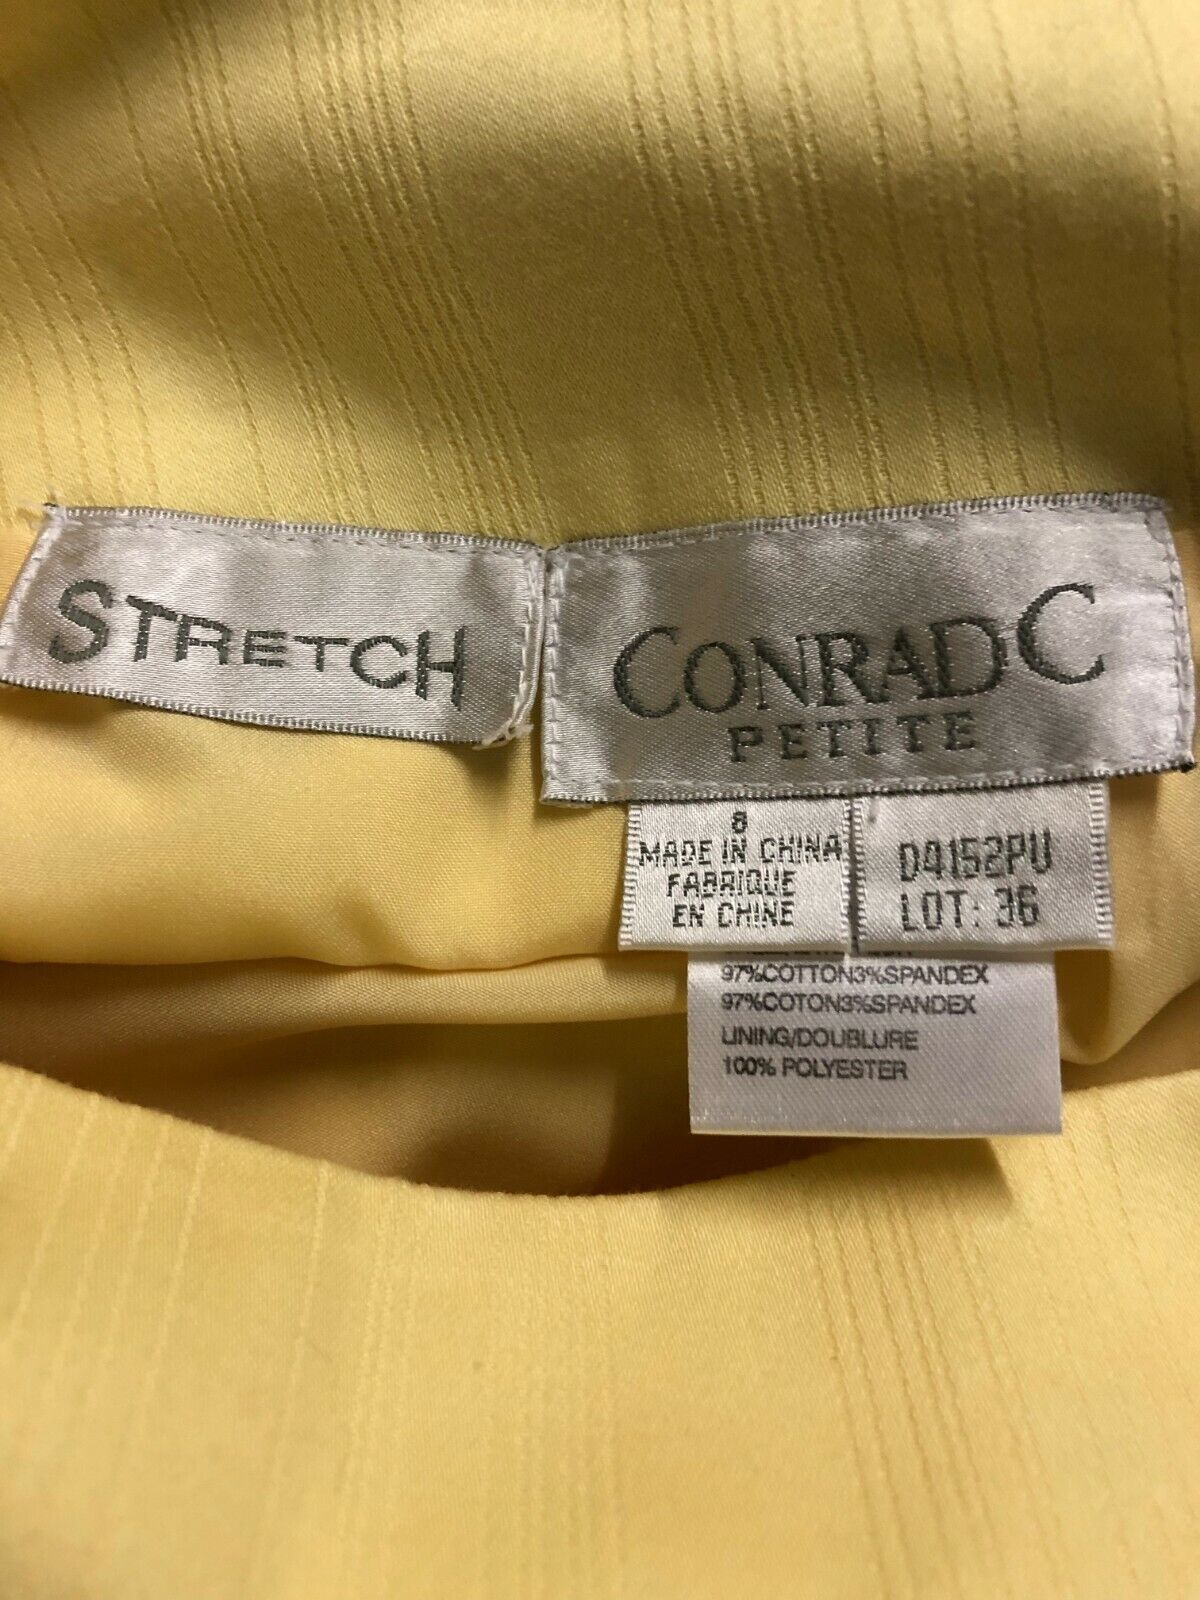 STRETCH
CONRAD C
PETITE
8
MADE IN CHINA
FABRIQUE
EN CHINE
D4152PU
LOT: 36
97%COTTON3%SPANDEX
97%COTON3%SPANDEX
LINING/DOUBLURE
100% POLYESTER